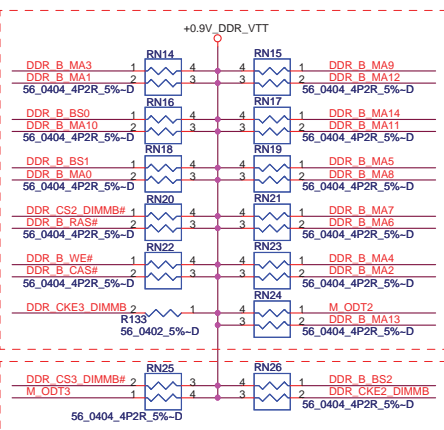 +0.9V_DDR_VTT
RN14 RN15
DDR_B_MA3 1 4 4 1 DDR_B_MA9
DDR_B_MA1 2 3 3 2 DDR_B_MA12
56_0404_4P2R_5%~D 56_0404_4P2R_5%~D
RN16 RN17
DDR_B_BS0 1 4 4 1 DDR_B_MA14
DDR_B_MA10 2 3 3 2 DDR_B_MA11
56_0404_4P2R_5%~D 56_0404_4P2R_5%~D
RN18 RN19
DDR_B_BS1 1 4 4 1 DDR_B_MA5
DDR_B_MA0 2 3 3 2 DDR_B_MA8
56_0404_4P2R_5%~D 56_0404_4P2R_5%~D
RN20 RN21
DDR_CS2_DIMMB# 1 4 4 1 DDR_B_MA7
DDR_B_RAS# 2 3 3 2 DDR_B_MA6
56_0404_4P2R_5%~D 56_0404_4P2R_5%~D
RN22 RN23
DDR_B_WE# 1 4 4 1 DDR_B_MA4
DDR_B_CAS# 2 3 3 2 DDR_B_MA2
56_0404_4P2R_5%~D 56_0404_4P2R_5%~D
RN24
DDR_CKE3_DIMMB 2 1 4 1 M_ODT2
R133 3 2 DDR_B_MA13
56_0402_5%~D 56_0404_4P2R_5%~D
RN25 RN26
DDR_CS3_DIMMB# 2 3 4 1 DDR_B_BS2
M_ODT3 1 4 3 2 DDR_CKE2_DIMMB
56_0404_4P2R_5%~D 56_0404_4P2R_5%~D